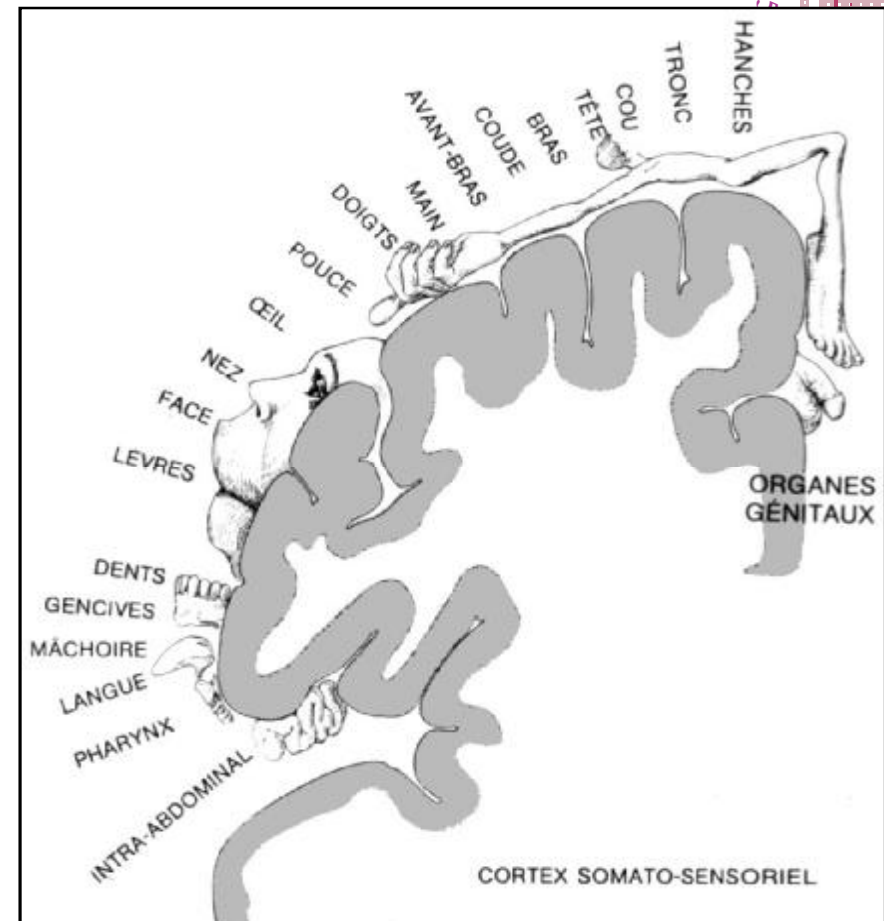 HANCHES
TRONC
COU
TÊTE
BRAS
COUDE
AVANT-BRAS
MAIN
DOIGTS
POUCE
ŒIL
NEZ
FACE
LEVRES
DENTS
GENCIVES
MÂCHOIRE
LANGUE
PHARYNX
INTRA-ABDOMINAL
ORGANES
GÉNITAUX
CORTEX SOMATO-SENSORIEL